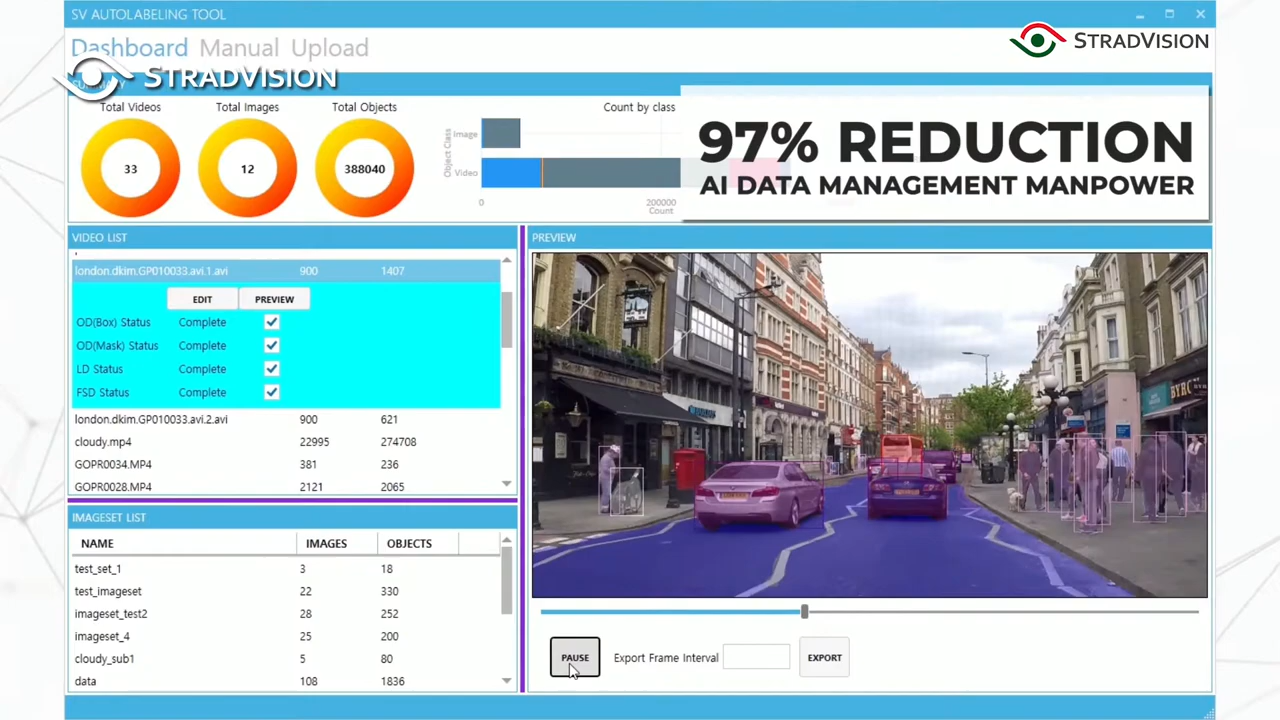 SV AUTOLABELING TOOL
Dashboard Manual Upload
STRADVISION
STRADVISION
Total Videos Total Images Total Objects Count by class
33 12 388040
Object Class
Image
Video
0 200000
Count
97% REDUCTION
AI DATA MANAGEMENT MANPOWER
VIDEO LIST
london.dkim.GP010033.avi.1.avi 900 1407
EDIT PREVIEW
OD(Box) Status Complete
OD(Mask) Status Complete
LD Status Complete
FSD Status Complete
london.dkim.GP010033.avi.2.avi 900 621
cloudy.mp4 22995 274708
GOPR0034.MP4 381 236
GOPR0028.MP4 2121 2065
IMAGESET LIST
NAME IMAGES OBJECTS
test_set_1 3 18
test_imageset 22 330
imageset_test2 28 252
imageset_4 25 200
cloudy_sub1 5 80
data 108 1836
PREVIEW
BYRON
PAUSE Export Frame Interval EXPORT